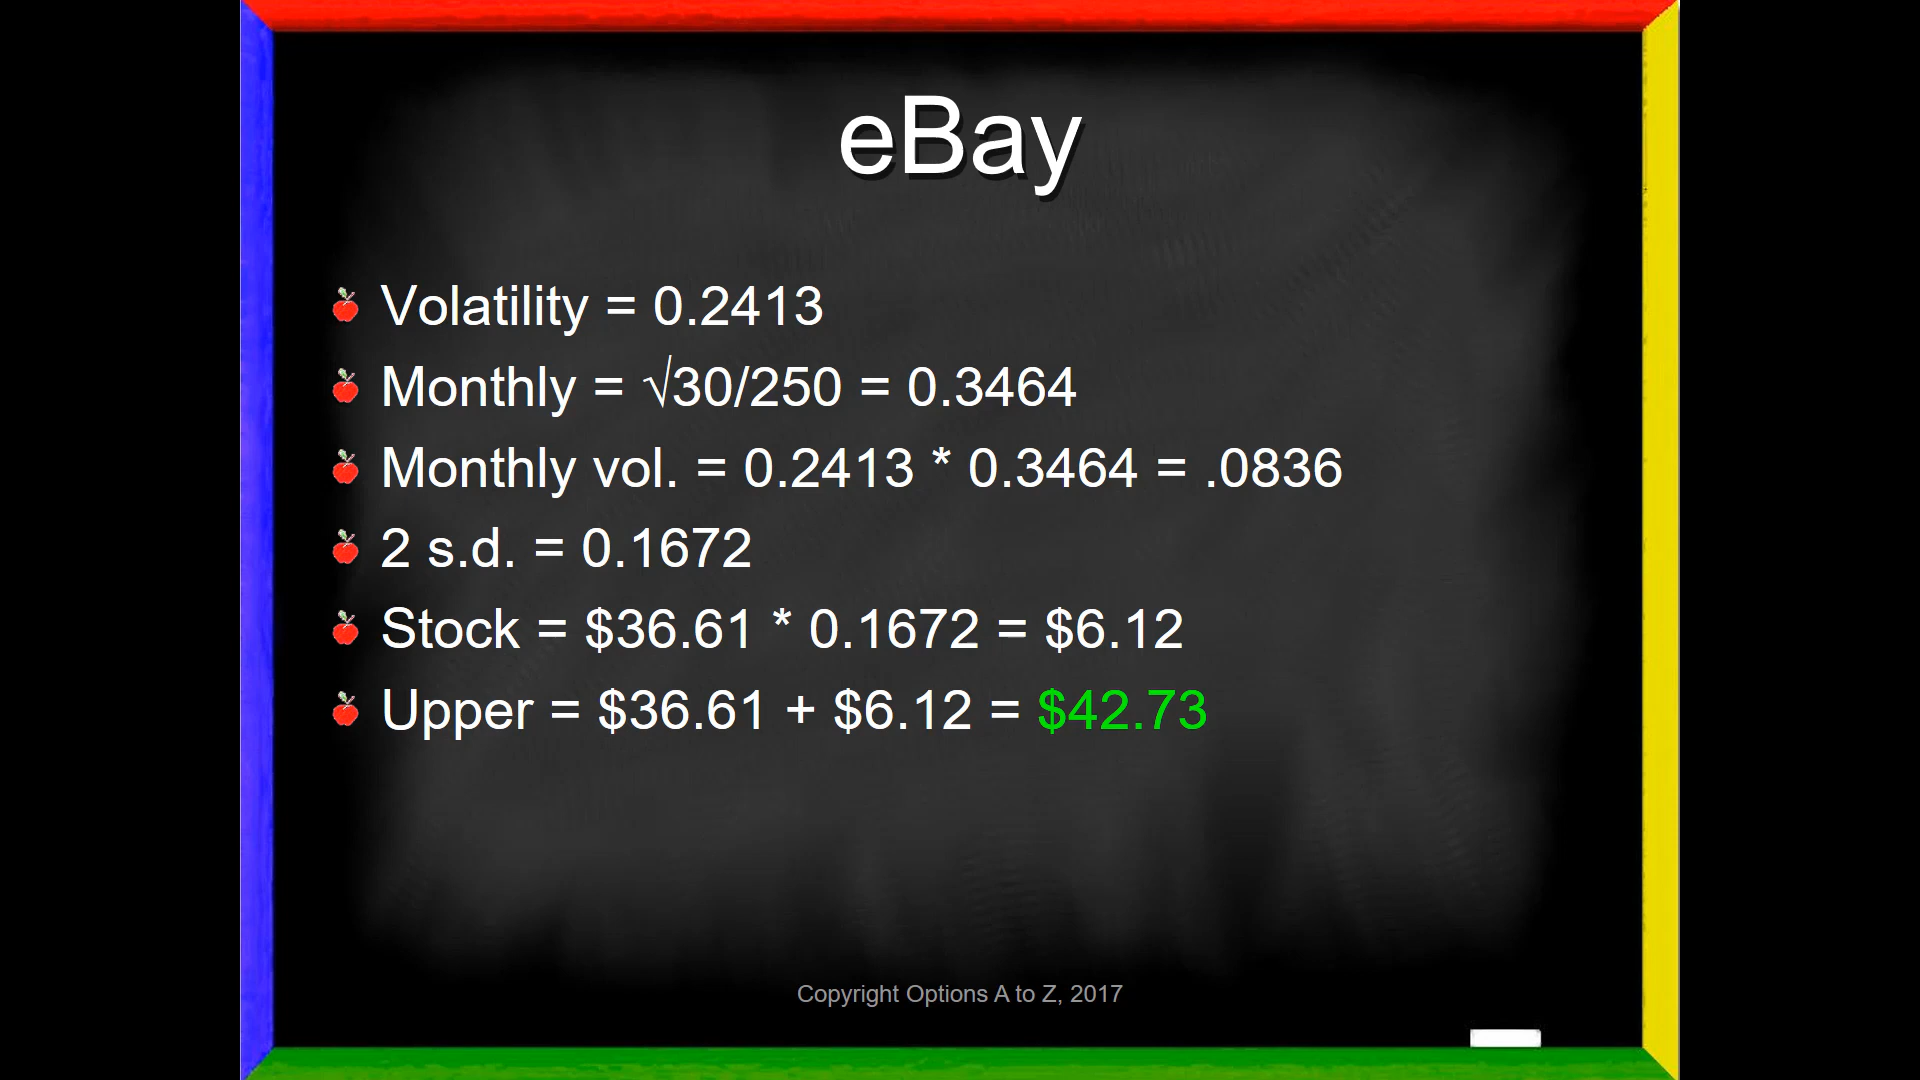 eBay
Volatility = 0.2413
Monthly = √30/250 = 0.3464
Monthly vol. = 0.2413 * 0.3464 = .0836
2 s.d. = 0.1672
Stock = $36.61 * 0.1672 = $6.12
Upper = $36.61 + $6.12 = $42.73
Copyright Options A to Z, 2017